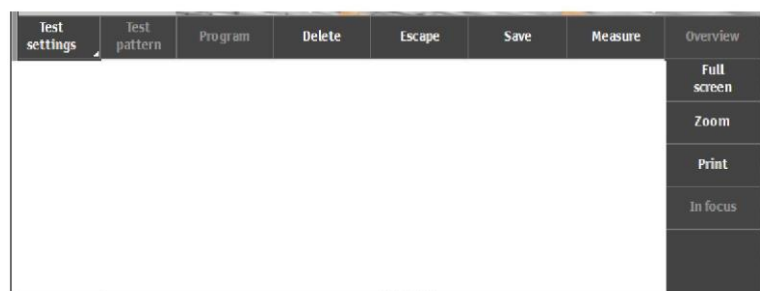 Test settings
Test pattern
Program
Delete
Escape
Save
Measure
Overview
Full screen
Zoom
Print
In focus